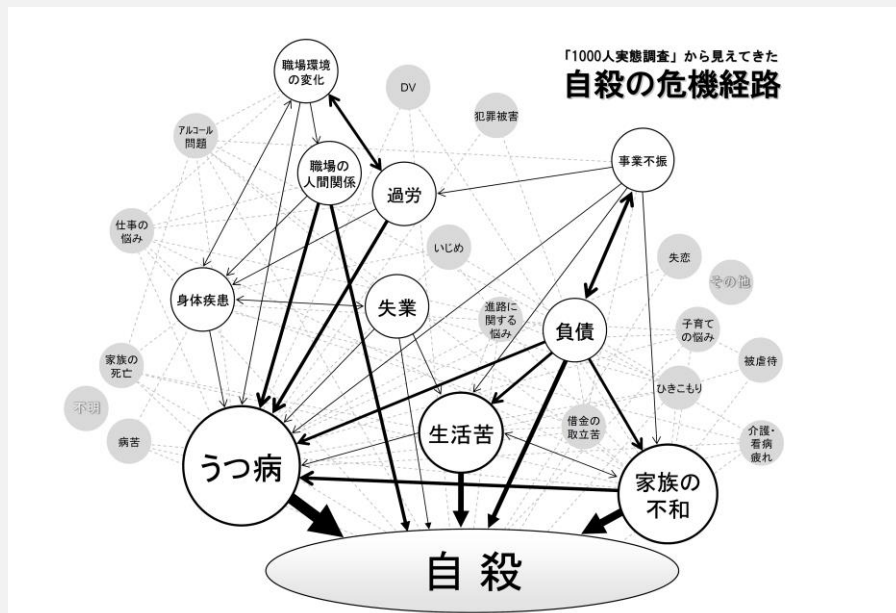 「1000人実態調査」から見えてきた
自殺の危機経路
職場環境
の変化
DV
犯罪被害
アルコール
問題
職場の
人間関係
過労
事業不振
仕事の
悩み
いじめ
失恋
その他
身体疾患
失業
進路に
関する
悩み
負債
子育て
の悩み
家族の
死亡
被虐待
ひきこもり
不明
病苦
うつ病
生活苦
借金の
取立苦
介護・
看病
疲れ
家族の
不和
自殺